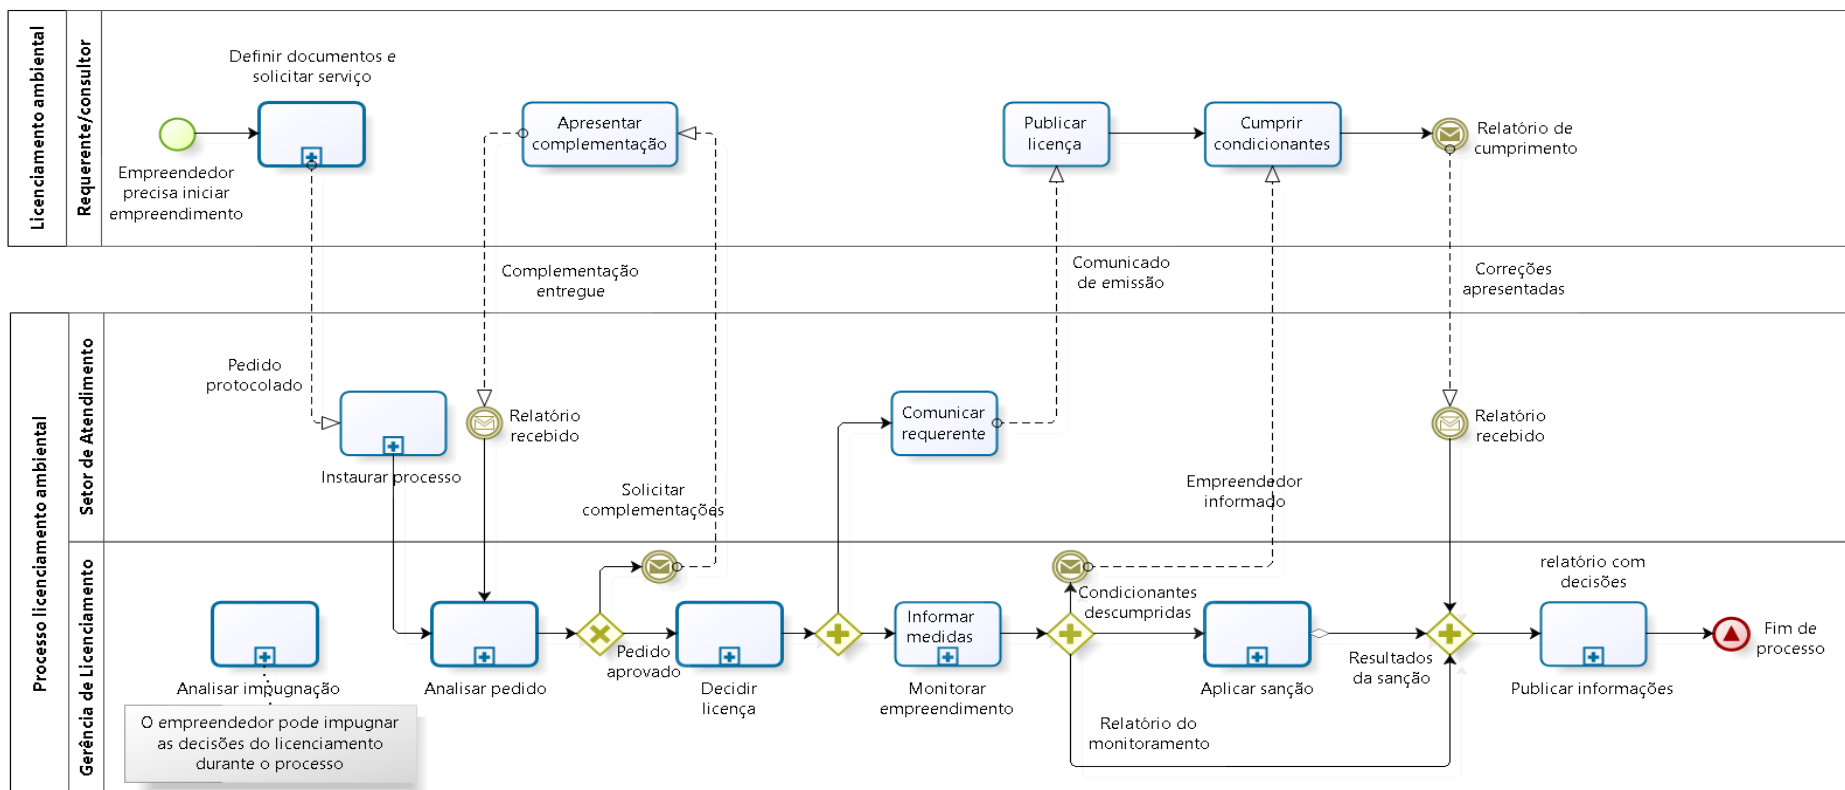 Licenciamento ambiental
Requerente/consultor
Definir documentos e
solicitar serviço
Empreendedor
precisa iniciar
empreendimento
Apresentar
complementação
Publicar
licença
Cumprir
condicionantes
Relatório de
cumprimento
Complementação
entregue
Comunicado
de emissão
Correções
apresentadas
Processo licenciamento ambiental
Setor de Atendimento
Pedido
protocolado
Instaurar processo
Relatório
recebido
Solicitar
complementações
Comunicar
requerente
Empreendedor
informado
Relatório
recebido
Gerência de Licenciamento
Analisar impugnação
O empreendedor pode impugnar
as decisões do licenciamento
durante o processo
Analisar pedido
Pedido
aprovado
Decidir
licença
Informar
medidas
Monitorar
empreendimento
Condicionantes
descumpridas
Relatório do
monitoramento
Aplicar sanção
Resultados
da sanção
relatório com
decisões
Publicar informações
Fim de
processo